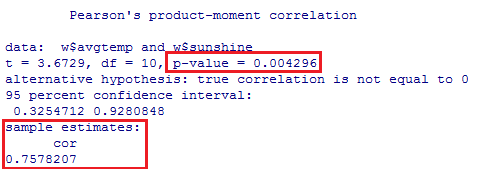 Pearson's product-moment correlation
data: w$avgtemp and w$sunshine
t = 3.6729, df = 10, p-value = 0.004296
alternative hypothesis: true correlation is not equal to 0
95 percent confidence interval:
0.3254712 0.9280848
sample estimates:
cor
0.7578207